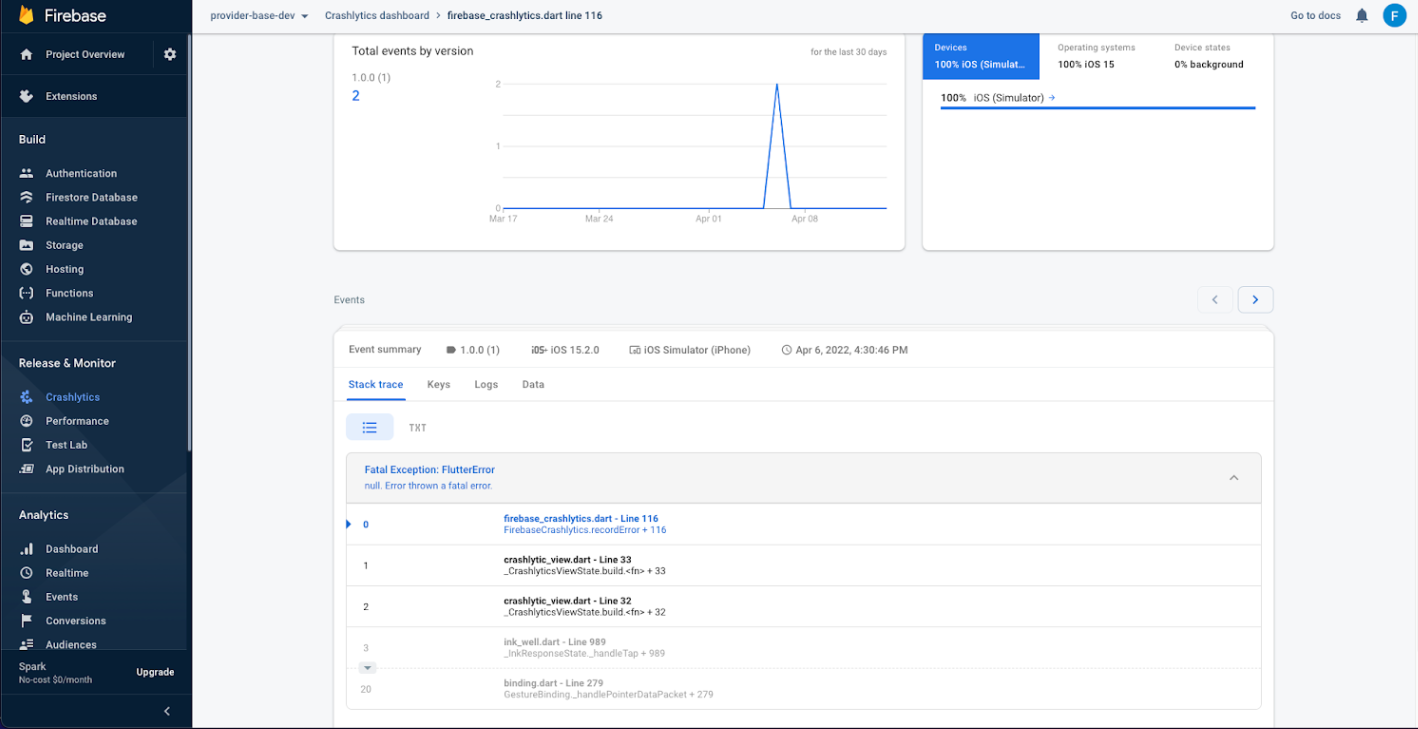 Firebase
provider-base-dev
Crashlytics dashboard > firebase_crashlytics.dart line 116
Go to docs
F
Project Overview
Extensions
Build
Authentication
Firestore Database
Realtime Database
Storage
Hosting
Functions
Machine Learning
Release & Monitor
Crashlytics
Performance
Test Lab
App Distribution
Analytics
Dashboard
Realtime
Events
Conversions
Audiences
Spark
No-cost $0/month
Upgrade
Total events by version
for the last 30 days
1.0.0 (1)
2
2
1
0
Mar 17 Mar 24 Apr 01 Apr 08
Devices
100% iOS (Simulat...
Operating systems
100% iOS 15
Device states
0% background
100% iOS (Simulator)
Events
Event summary 1.0.0 (1) iOS iOS 15.2.0 iOS Simulator (iPhone) Apr 6, 2022, 4:30:46 PM
Stack trace Keys Logs Data
TXT
Fatal Exception: FlutterError
null. Error thrown a fatal error.
0 firebase_crashlytics.dart - Line 116
FirebaseCrashlytics.recordError + 116
1 crashlytic_view.dart - Line 33
_CrashlyticsViewState.build.<fn> + 33
2 crashlytic_view.dart - Line 32
_CrashlyticsViewState.build.<fn> + 32
3 ink_well.dart - Line 989
_InkResponseState._handleTap + 989
20 binding.dart - Line 279
GestureBinding._handlePointerDataPacket + 279